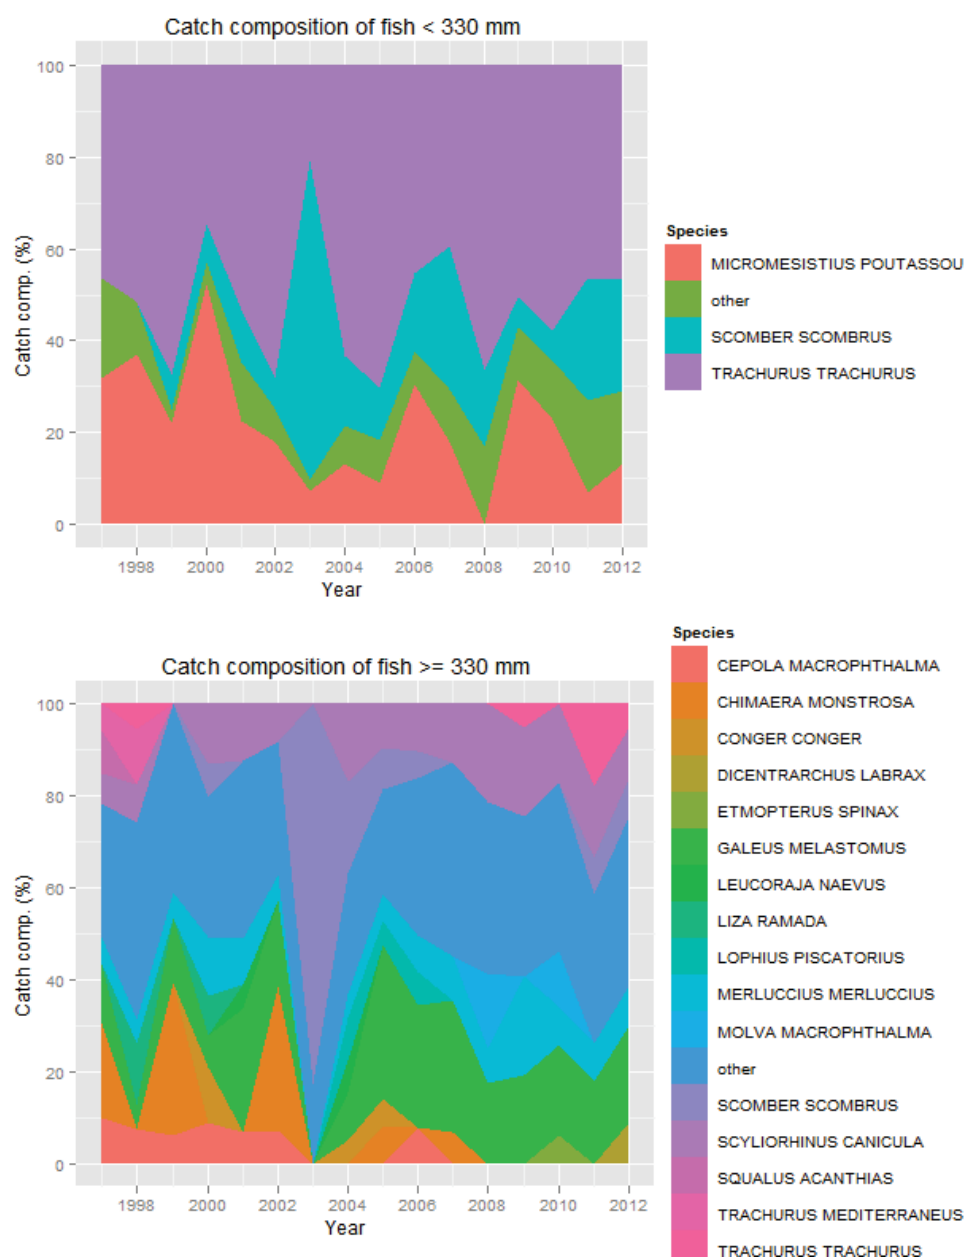 Catch composition of fish < 330 mm
100
80
60
40
20
0
Catch comp. (%)
1998 2000 2002 2004 2006 2008 2010 2012
Year
Species
MICROMESISTIUS POUTASSOU
other
SCOMBER SCOMBRUS
TRACHURUS TRACHURUS
Catch composition of fish >= 330 mm
100
80
60
40
20
0
Catch comp. (%)
1998 2000 2002 2004 2006 2008 2010 2012
Year
Species
CEPOLA MACROPHTHALMA
CHIMAERA MONSTROSA
CONGER CONGER
DICENTRARCHUS LABRAX
ETMOPTERUS SPINAX
GALEUS MELASTOMUS
LEUCORAJA NAEVUS
LIZA RAMADA
LOPHIUS PISCATORIUS
MERLUCCIUS MERLUCCIUS
MOLVA MACROPHTHALMA
other
SCOMBER SCOMBRUS
SCYLIORHINUS CANICULA
SQUALUS ACANTHIAS
TRACHURUS MEDITERRANEUS
TRACHURUS TRACHURUS